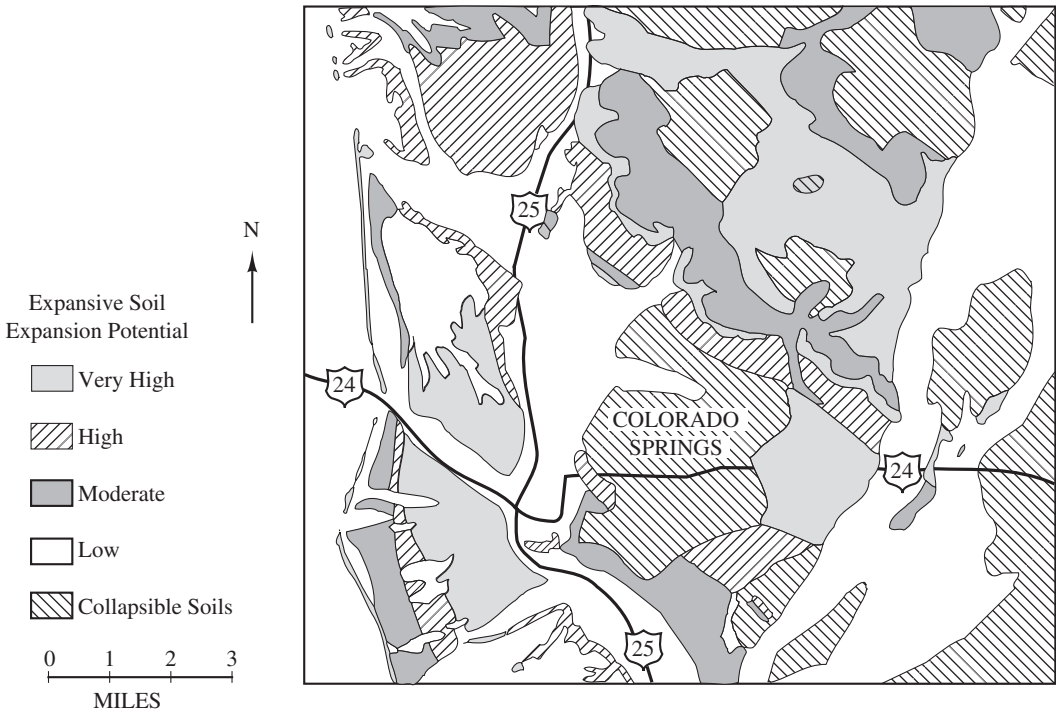 25
N
Expansive Soil
Expansion Potential
Very High
24
High
COLORADO
SPRINGS
24
Moderate
Low
Collapsible Soils
25
0 1 2 3
MILES